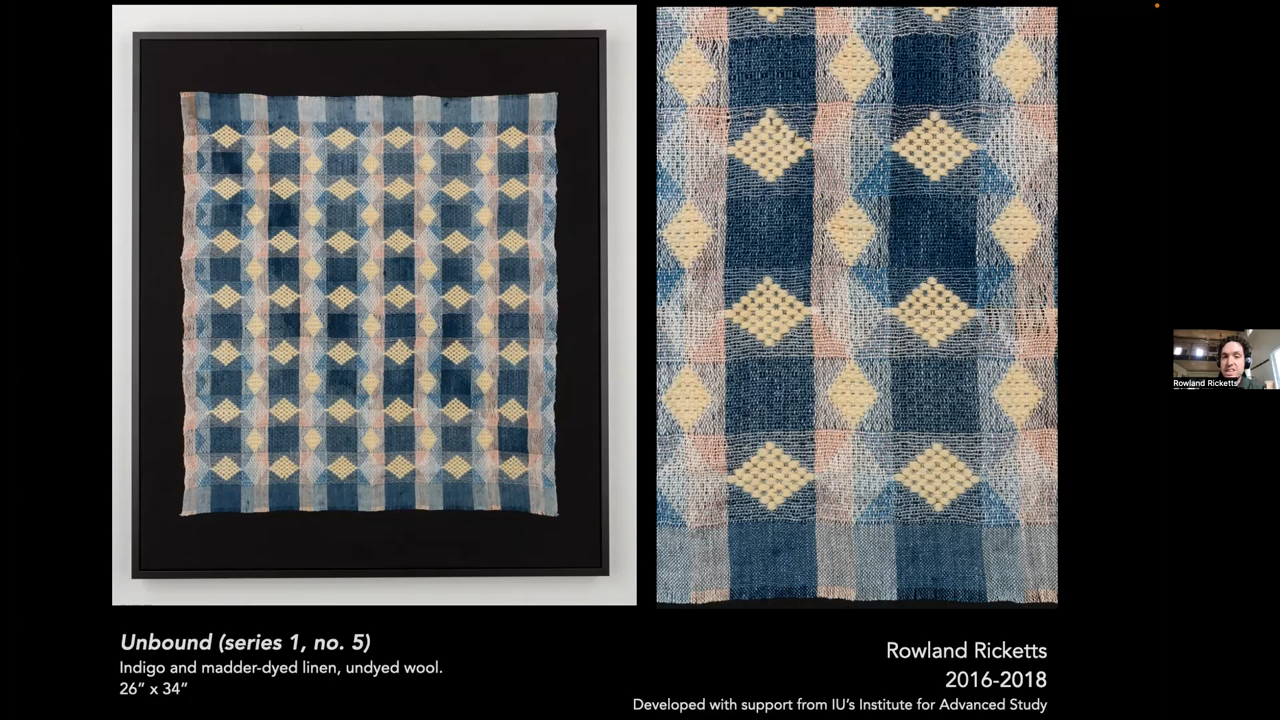 Unbound (series 1, no. 5)
Indigo and madder-dyed linen, undyed wool.
26” x 34”
Rowland Ricketts
2016-2018
Developed with support from IU’s Institute for Advanced Study
Rowland Ricketts